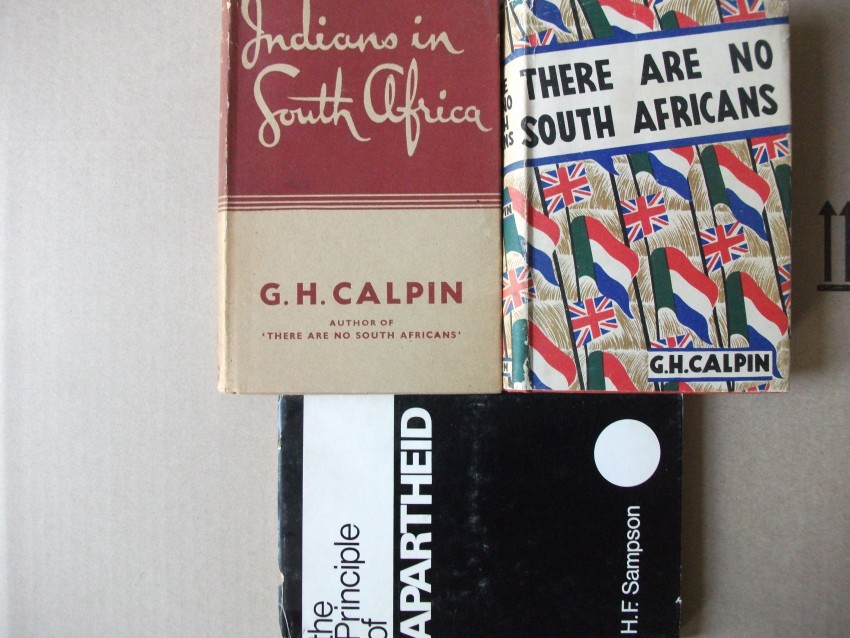 Indians in
South Africa
G. H. CALPIN
AUTHOR OF
'THERE ARE NO SOUTH AFRICANS'
THERE ARE NO
SOUTH AFRICANS
G.H.CALPIN
the
Principle
of
APARTHEID
H.F. Sampson